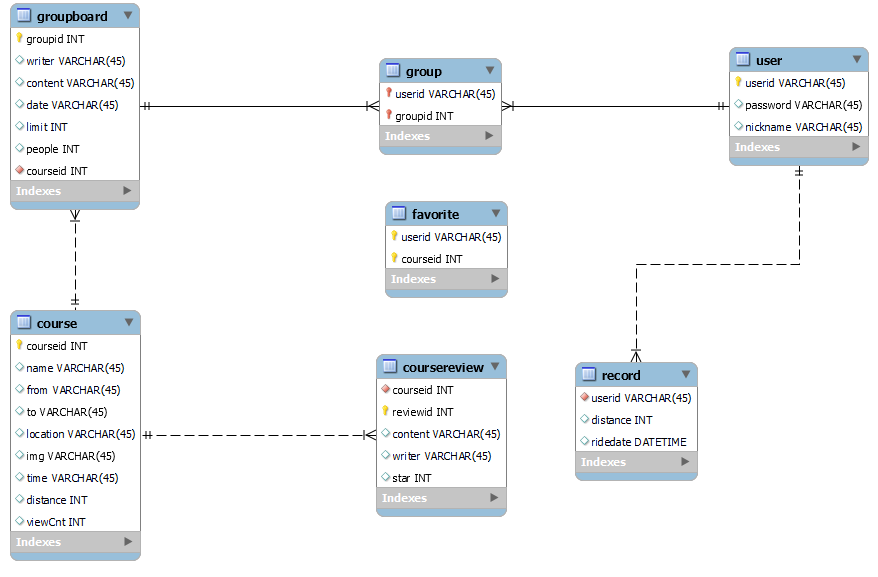 groupboard
groupid INT
writer VARCHAR(45)
content VARCHAR(45)
date VARCHAR(45)
limit INT
people INT
courseid INT
Indexes
group
userid VARCHAR(45)
groupid INT
Indexes
user
userid VARCHAR(45)
password VARCHAR(45)
nickname VARCHAR(45)
Indexes
favorite
userid VARCHAR(45)
courseid INT
Indexes
course
courseid INT
name VARCHAR(45)
from VARCHAR(45)
to VARCHAR(45)
location VARCHAR(45)
img VARCHAR(45)
time VARCHAR(45)
distance INT
viewCnt INT
Indexes
coursereview
courseid INT
reviewid INT
content VARCHAR(45)
writer VARCHAR(45)
star INT
Indexes
record
userid VARCHAR(45)
distance INT
ridedate DATETIME
Indexes